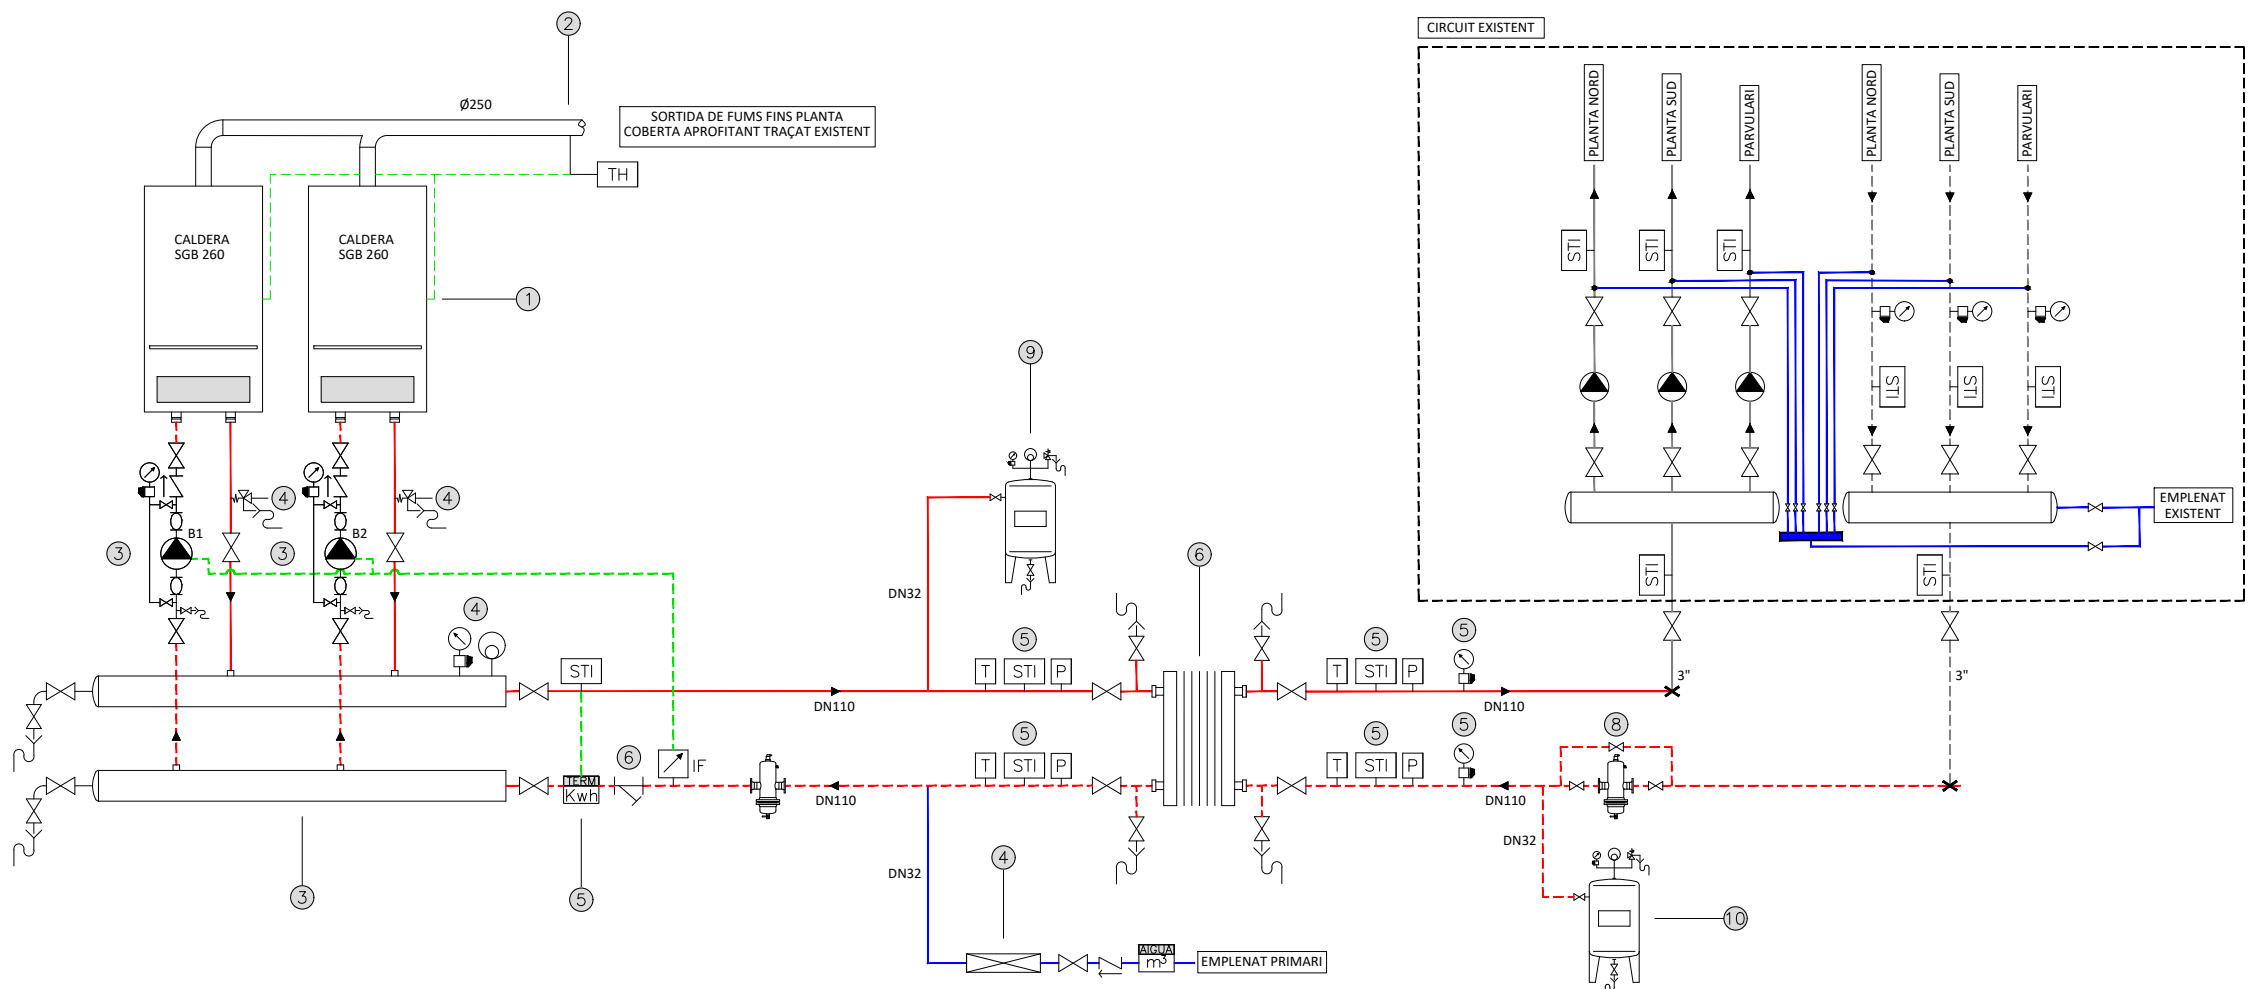 2
CIRCUIT EXISTENT
Ø250
SORTIDA DE FUMS FINS PLANTA
COBERTA APROFITANT TRAÇAT EXISTENT
TH
PLANTA NORD
PLANTA SUD
PARVULARI
PLANTA NORD
PLANTA SUD
PARVULARI
CALDERA
SGB 260
CALDERA
SGB 260
STI
STI
STI
1
9
STI
STI
STI
4
4
B1
B2
3
3
EMPLENAT
EXISTENT
6
STI
STI
DN32
4
5
5
5
STI
T
STI
P
T
STI
P
3"
3"
DN110
DN110
6
5
5
5
8
IF
TERM
Kwh
T
STI
P
T
STI
P
DN110
DN110
DN32
3
5
DN32
4
10
AIGUA
m³
EMPLENAT PRIMARI